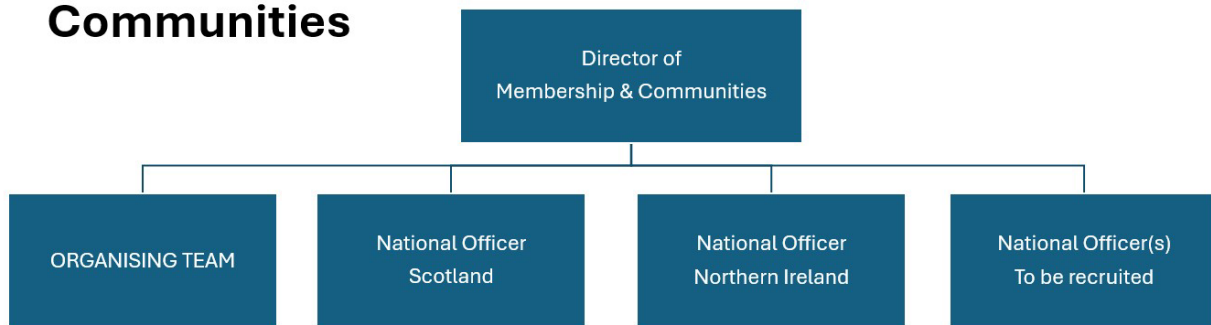 Communities
Director of
Membership & Communities
ORGANISING TEAM
National Officer
Scotland
National Officer
Northern Ireland
National Officer(s)
To be recruited